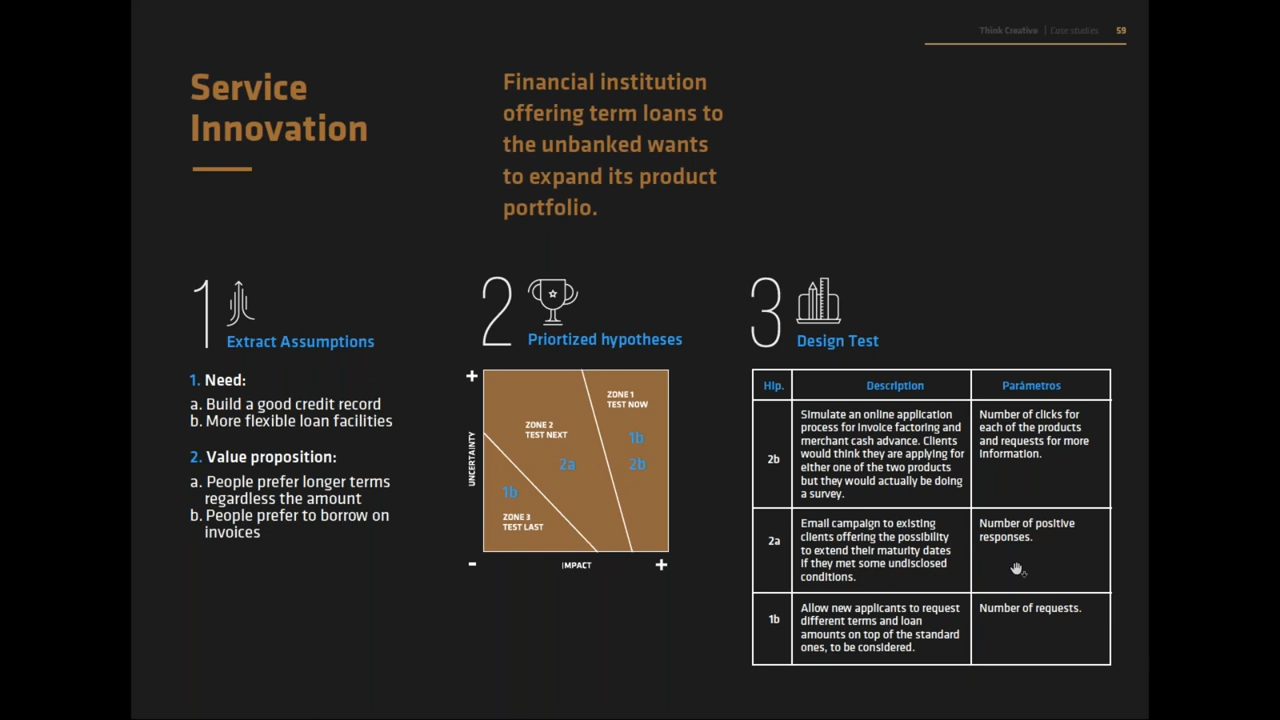 Think Creative | Case studies 59
Service
Innovation
Financial institution
offering term loans to
the unbanked wants
to expand its product
portfolio.
1
Extract Assumptions
1. Need:
a. Build a good credit record
b. More flexible loan facilities
2. Value proposition:
a. People prefer longer terms
regardless the amount
b. People prefer to borrow on
invoices
2
Priortized hypotheses
+
UNCERTAINTY
ZONE 1
TEST NOW
1b
2b
ZONE 2
TEST NEXT
2a
1b
ZONE 3
TEST LAST
-
IMPACT
+
3
Design Test
Hip. Description Parámetros
2b
Simulate an online application
process for invoice factoring and
merchant cash advance. Clients
would think they are applying for
either one of the two products
but they would actually be doing
a survey.
Number of clicks for
each of the products
and requests for more
information.
2a
Email campaign to existing
clients offering the possibility
to extend their maturity dates
if they met some undisclosed
conditions.
Number of positive
responses.
1b
Allow new applicants to request
different terms and loan
amounts on top of the standard
ones, to be considered.
Number of requests.